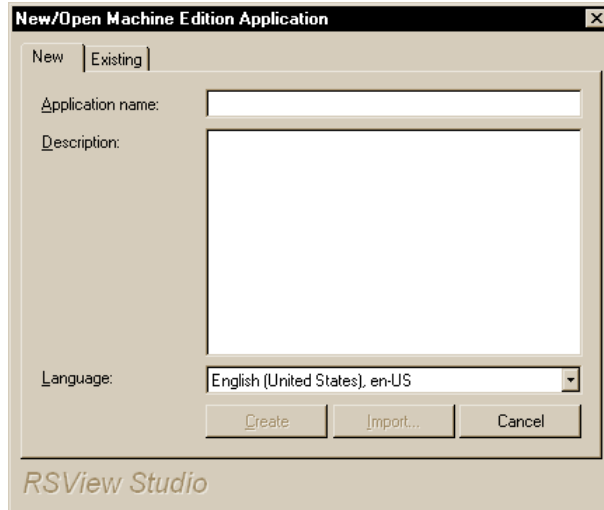 New/Open Machine Edition Application
New
Existing
Application name:
Description:
Language:
English (United States), en-US
Create
Import...
Cancel
RSView Studio